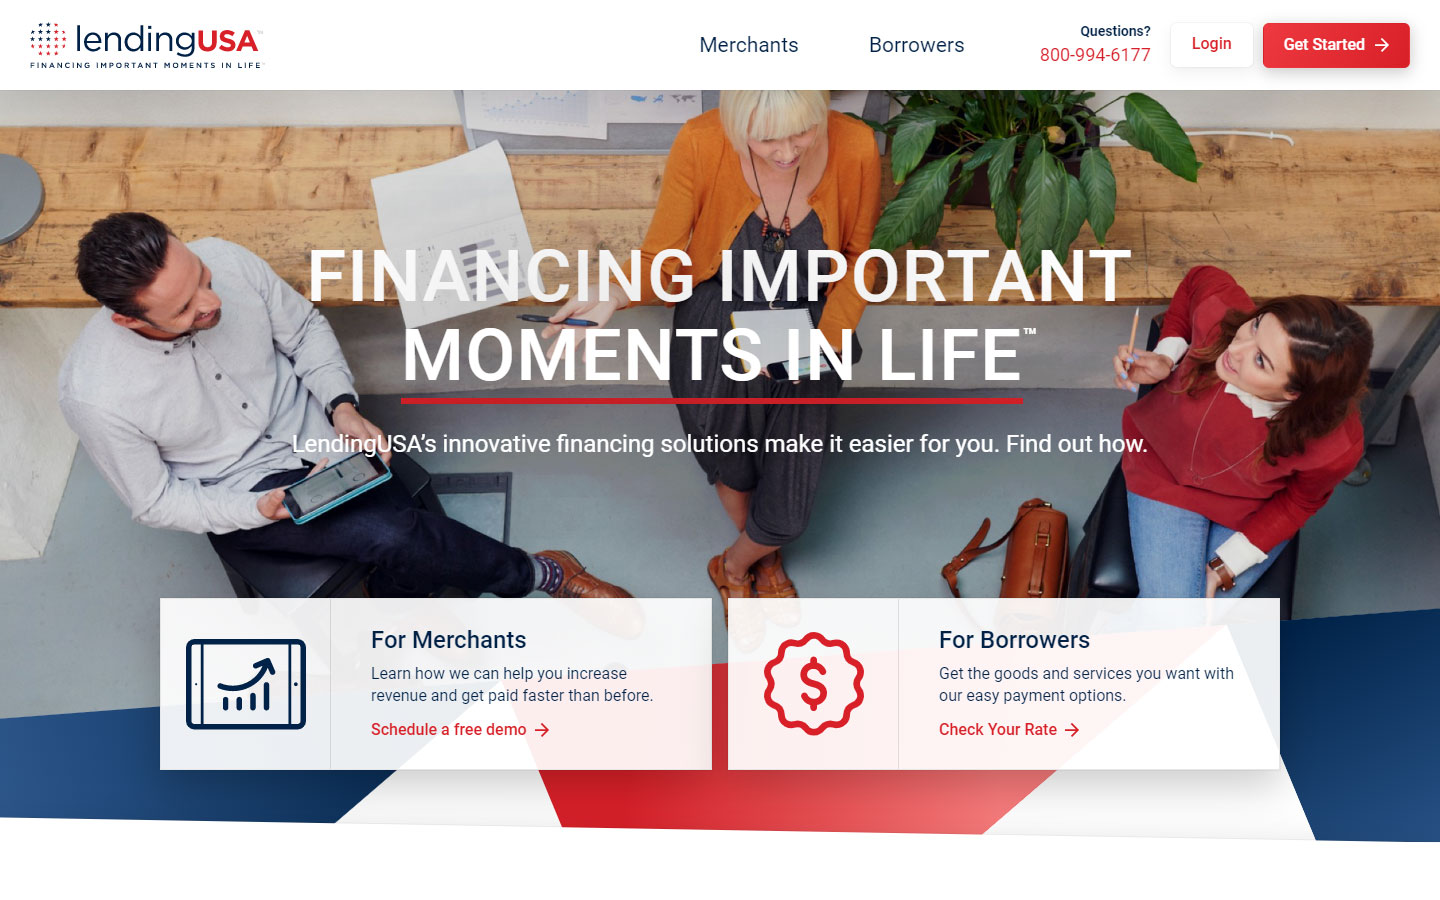 lendingUSA™
FINANCING IMPORTANT MOMENTS IN LIFE
Merchants
Borrowers
Questions?
800-994-6177
Login
Get Started
FINANCING IMPORTANT
MOMENTS IN LIFE™
LendingUSA’s innovative financing solutions make it easier for you. Find out how.
For Merchants
Learn how we can help you increase
revenue and get paid faster than before.
Schedule a free demo
For Borrowers
Get the goods and services you want with
our easy payment options.
Check Your Rate